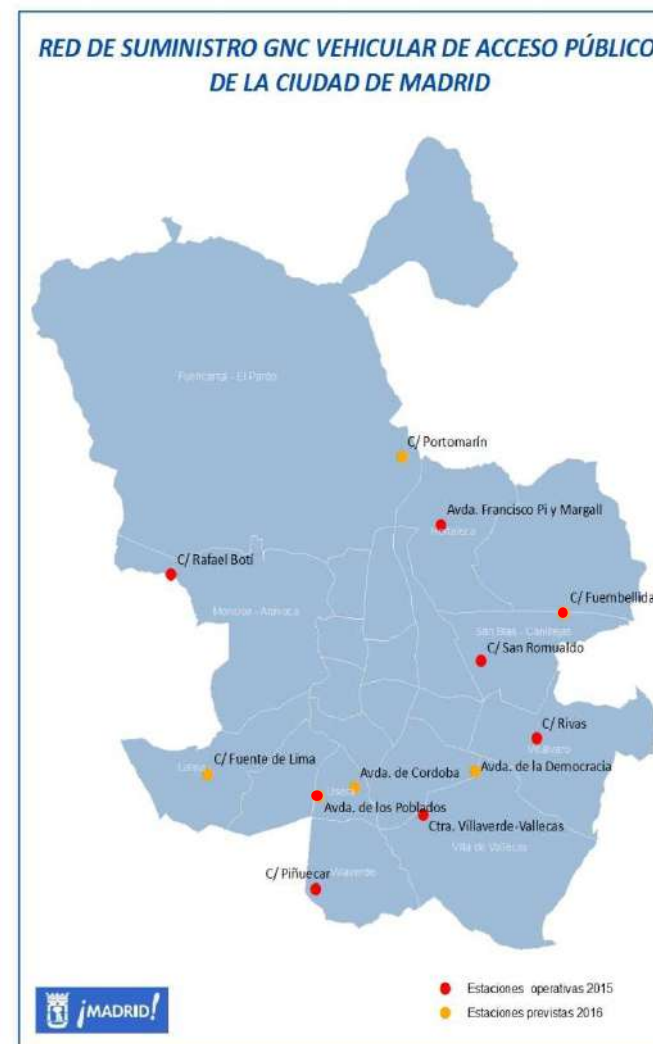 RED DE SUMINISTRO GNC VEHICULAR DE ACCESO PÚBLICO
DE LA CIUDAD DE MADRID
Fuencarral - El Pardo
C/ Portomarín
Avda. Francisco Pi y Margall
Hortaleza
C/ Rafael Botí
C/ Fuembellida
Moncloa - Aravaca
San Blas - Canillejas
C/ San Romualdo
C/ Rivas
Vicálvaro
C/ Fuente de Lima
Latina
Avda. de Cordoba
Avda. de la Democracia
Usera
Avda. de los Poblados
Ctra. Villaverde-Vallecas
Villa de Vallecas
C/ Piñuecar
Villaverde
Estaciones operativas 2015
Estaciones previstas 2016
¡MADRID!